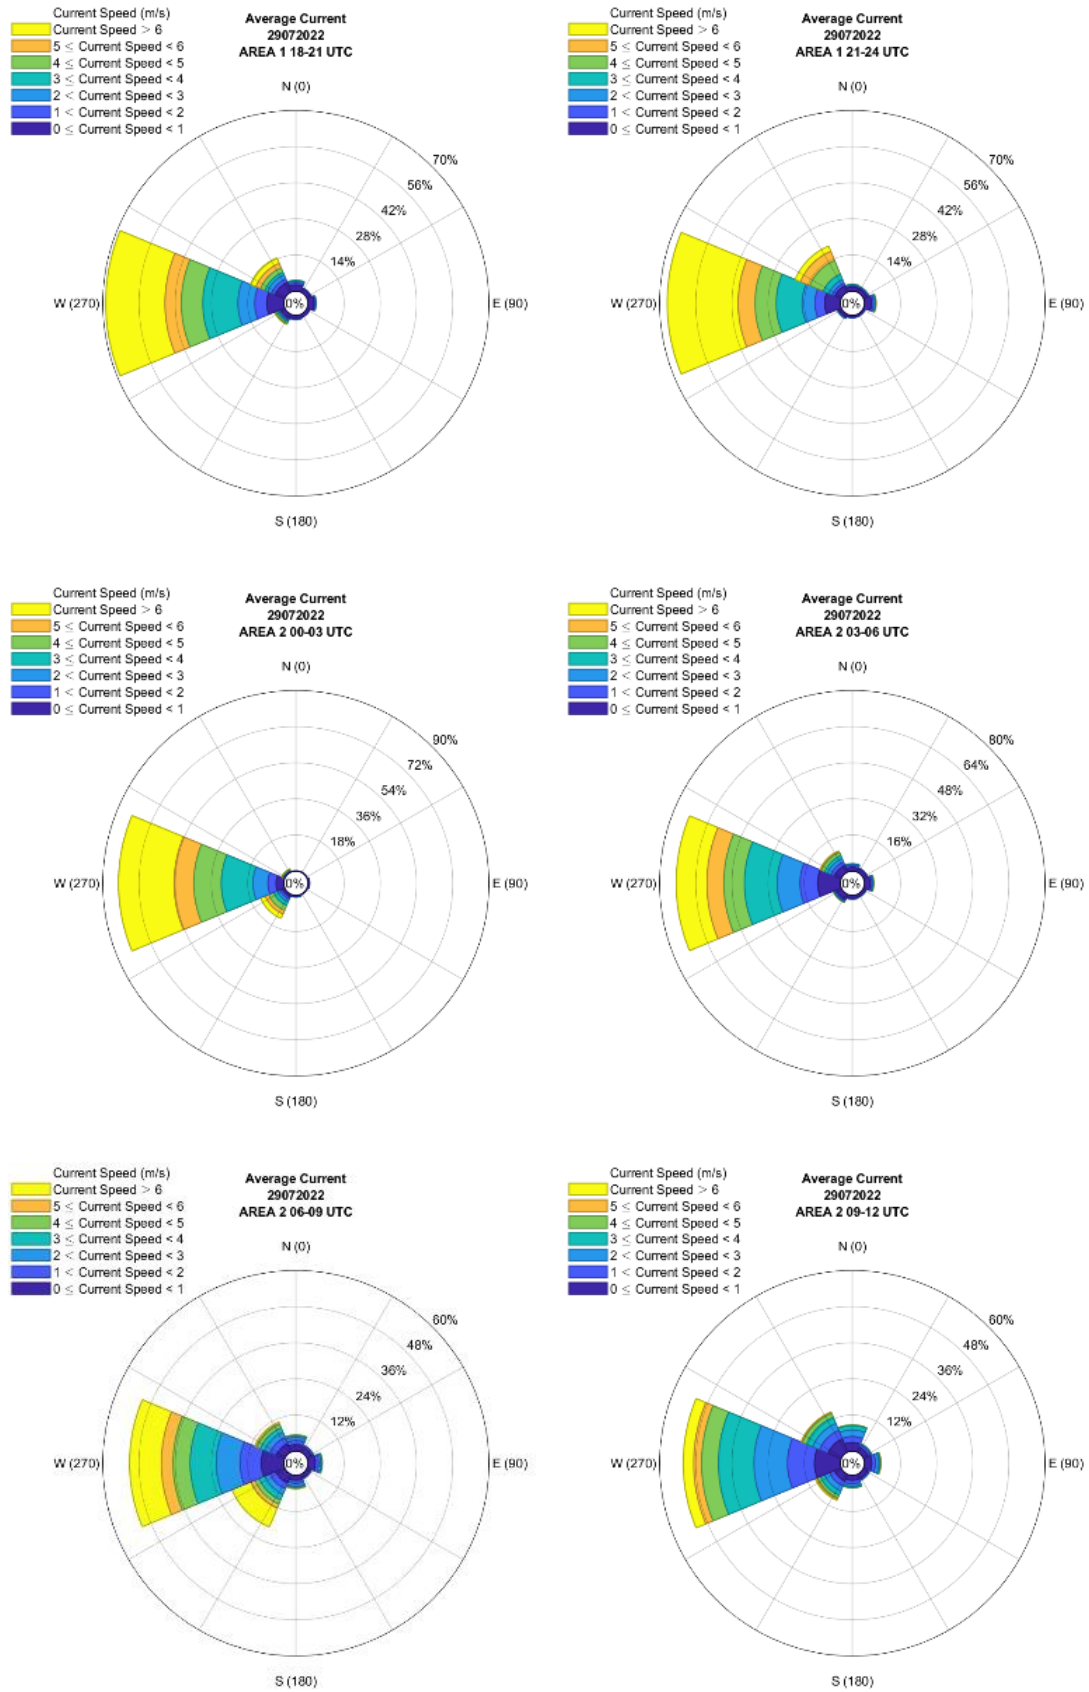 Current Speed (m/s)
Current Speed > 6
5 ≤ Current Speed < 6
4 ≤ Current Speed < 5
3 ≤ Current Speed < 4
2 < Current Speed < 3
1 < Current Speed < 2
0 ≤ Current Speed < 1
Average Current
29072022
AREA 1 18-21 UTC
N (0)
70%
56%
42%
28%
14%
0%
W (270)
E (90)
S (180)
Current Speed (m/s)
Current Speed > 6
5 ≤ Current Speed < 6
4 ≤ Current Speed < 5
3 ≤ Current Speed < 4
2 < Current Speed < 3
1 < Current Speed < 2
0 ≤ Current Speed < 1
Average Current
29072022
AREA 1 21-24 UTC
N (0)
70%
56%
42%
28%
14%
0%
W (270)
E (90)
S (180)
Current Speed (m/s)
Current Speed > 6
5 ≤ Current Speed < 6
4 ≤ Current Speed < 5
3 ≤ Current Speed < 4
2 < Current Speed < 3
1 < Current Speed < 2
0 ≤ Current Speed < 1
Average Current
29072022
AREA 2 00-03 UTC
N (0)
90%
72%
54%
36%
18%
0%
W (270)
E (90)
S (180)
Current Speed (m/s)
Current Speed > 6
5 ≤ Current Speed < 6
4 ≤ Current Speed < 5
3 ≤ Current Speed < 4
2 < Current Speed < 3
1 < Current Speed < 2
0 ≤ Current Speed < 1
Average Current
29072022
AREA 2 03-06 UTC
N (0)
80%
64%
48%
32%
16%
0%
W (270)
E (90)
S (180)
Current Speed (m/s)
Current Speed > 6
5 ≤ Current Speed < 6
4 ≤ Current Speed < 5
3 ≤ Current Speed < 4
2 < Current Speed < 3
1 < Current Speed < 2
0 ≤ Current Speed < 1
Average Current
29072022
AREA 2 06-09 UTC
N (0)
60%
48%
36%
24%
12%
0%
W (270)
E (90)
S (180)
Current Speed (m/s)
Current Speed > 6
5 ≤ Current Speed < 6
4 ≤ Current Speed < 5
3 ≤ Current Speed < 4
2 < Current Speed < 3
1 < Current Speed < 2
0 ≤ Current Speed < 1
Average Current
29072022
AREA 2 09-12 UTC
N (0)
60%
48%
36%
24%
12%
0%
W (270)
E (90)
S (180)